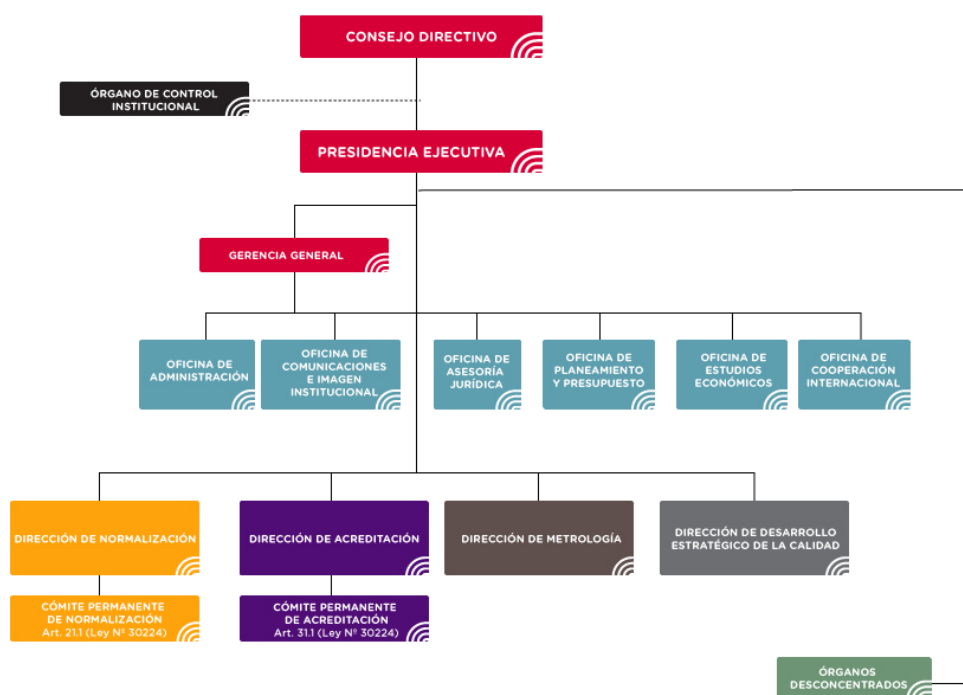 CONSEJO DIRECTIVO
ÓRGANO DE CONTROL
INSTITUCIONAL
PRESIDENCIA EJECUTIVA
GERENCIA GENERAL
OFICINA DE
ADMINISTRACIÓN
OFICINA DE
COMUNICACIONES
E IMAGEN
INSTITUCIONAL
OFICINA DE
ASESORÍA
JURÍDICA
OFICINA DE
PLANEAMIENTO
Y PRESUPUESTO
OFICINA DE
ESTUDIOS
ECONÓMICOS
OFICINA DE
COOPERACIÓN
INTERNACIONAL
DIRECCIÓN DE NORMALIZACIÓN
DIRECCIÓN DE ACREDITACIÓN
DIRECCIÓN DE METROLOGÍA
DIRECCIÓN DE DESARROLLO
ESTRATÉGICO DE LA CALIDAD
CÓMITE PERMANENTE
DE NORMALIZACIÓN
Art. 21.1 (Ley Nº 30224)
CÓMITE PERMANENTE
DE ACREDITACIÓN
Art. 31.1 (Ley Nº 30224)
ÓRGANOS
DESCONCENTRADOS